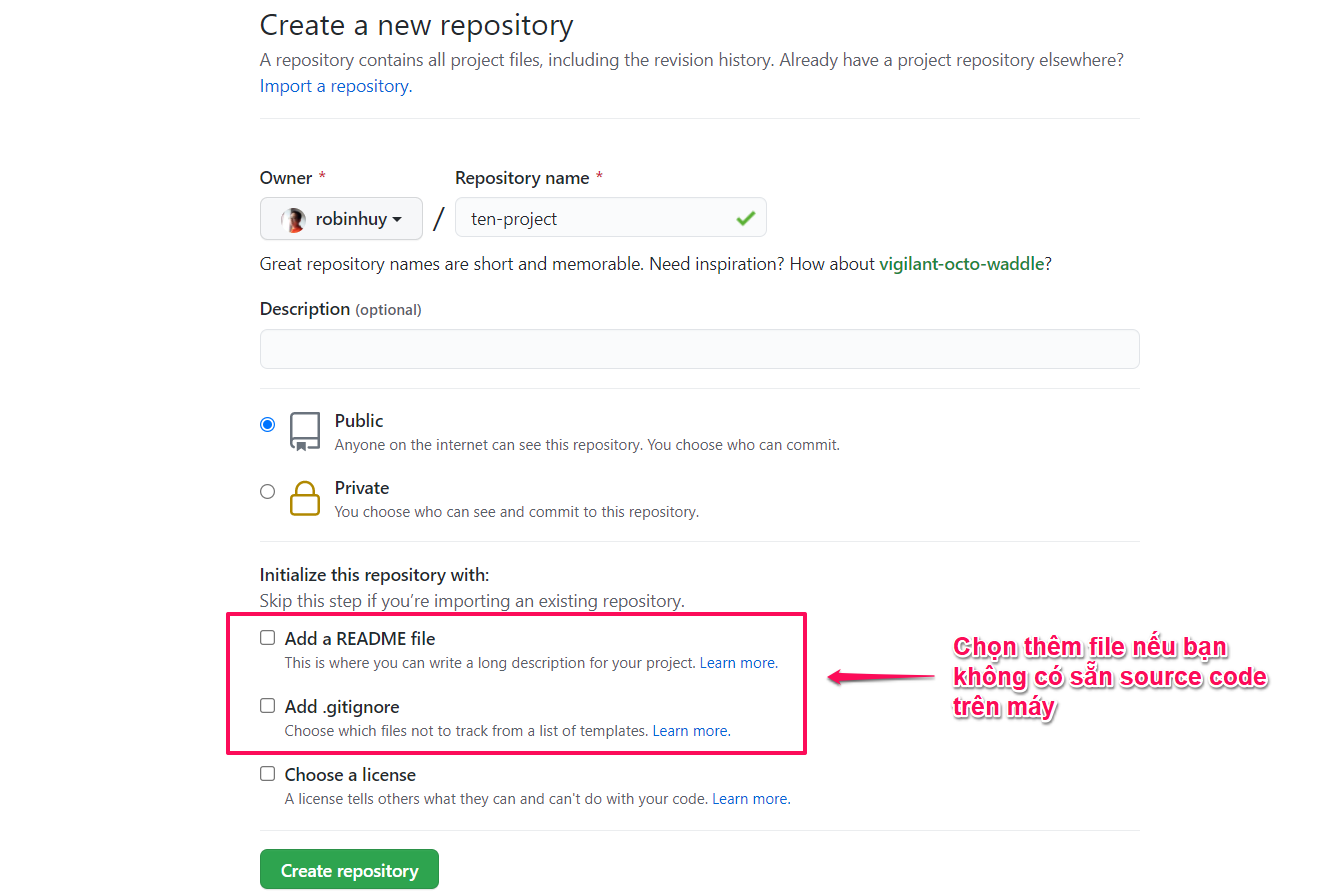 Create a new repository
A repository contains all project files, including the revision history. Already have a project repository elsewhere?
Import a repository.
Owner *
Repository name *
robinhuy
/
ten-project
Great repository names are short and memorable. Need inspiration? How about vigilant-octo-waddle?
Description (optional)
Public
Anyone on the internet can see this repository. You choose who can commit.
Private
You choose who can see and commit to this repository.
Initialize this repository with:
Skip this step if you’re importing an existing repository.
Add a README file
This is where you can write a long description for your project. Learn more.
Add .gitignore
Choose which files not to track from a list of templates. Learn more.
Chọn thêm file nếu bạn
không có sẵn source code
trên máy
Choose a license
A license tells others what they can and can't do with your code. Learn more.
Create repository